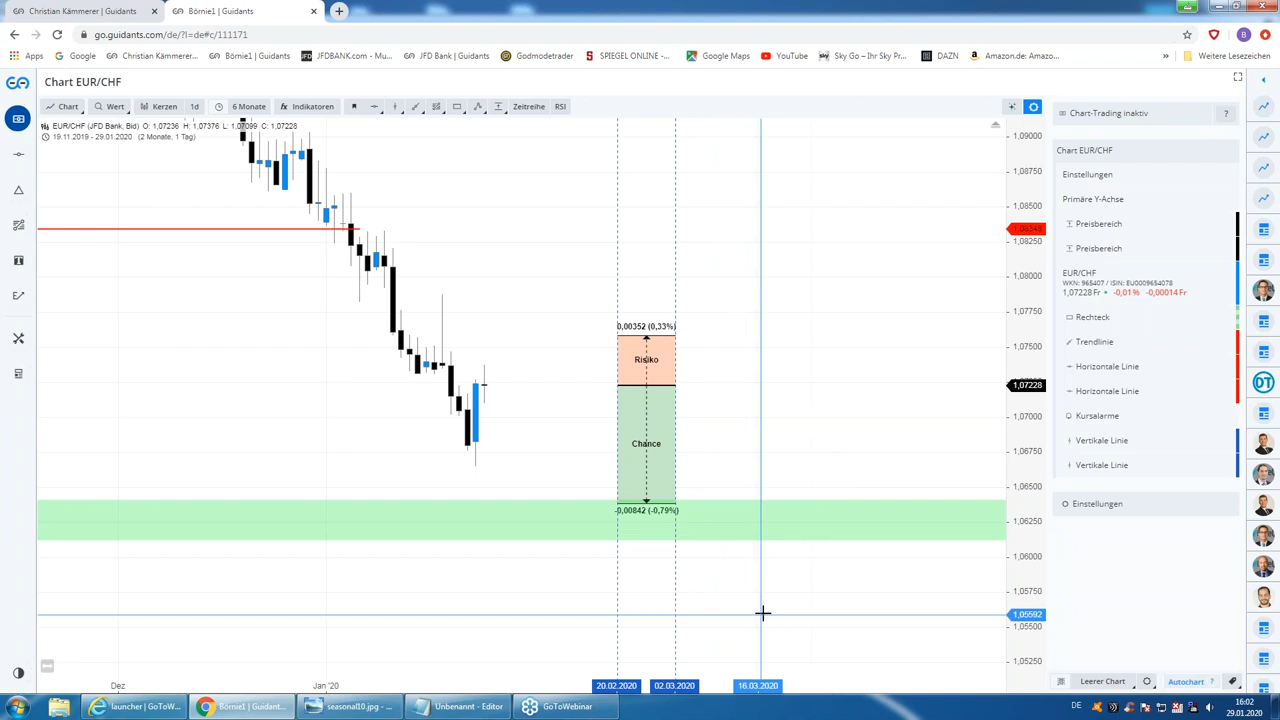 Christian Kämmerer | Guidants
Börnie1 | Guidants
go.guidants.com/de/?l=de#c/111171
Apps
Google
Christian Kämmerer...
Börnie1 | Guidants
JFDBANK.com - Mu...
JFD Bank | Guidants
Godmodetrader
SPIEGEL ONLINE -...
Google Maps
YouTube
Sky Go – Ihr Sky Pr...
DAZN
Amazon.de: Amazo...
Weitere Lesezeichen
Chart EUR/CHF
Chart
Wert
Kerzen
1d
6 Monate
Indikatoren
Zeitreihe
RSI
EUR/CHF (JFD Bank, Bid)
19.11.2019 - 29.01.2020 (2 Monate, 1 Tag)
1,09000
1,08750
1,08500
1,08348
1,08250
1,08000
1,07750
1,07500
1,07228
1,07000
1,06750
1,06500
1,06250
1,06000
1,05750
1,05592
1,05500
1,05250
0,00352 (0,33%)
Risiko
Chance
-0,00842 (-0,79%)
Dez
Jan '20
20.02.2020
02.03.2020
16.03.2020
Chart-Trading inaktiv
?
Chart EUR/CHF
Einstellungen
Primäre Y-Achse
Preisbereich
Preisbereich
EUR/CHF
WKN: 965407 / ISIN: EU0009654078
1,07228 Fr -0,01% -0,00014 Fr
Rechteck
Trendlinie
Horizontale Linie
Horizontale Linie
Kursalarme
Vertikale Linie
Vertikale Linie
Einstellungen
Leerer Chart
Autochart ?
DT
launcher | GoToW...
Börnie1 | Guidant...
seasonal10.jpg - ...
Unbenannt - Editor
GoToWebinar
DE
16:02
29.01.2020